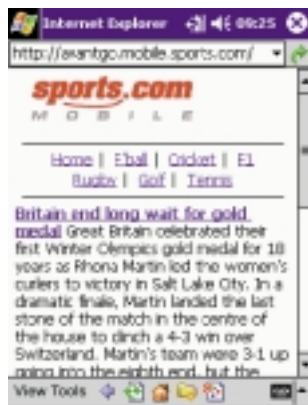 Internet Explorer 09:25
http://avantgo.mobile.sports.com/
sports.com
MOBILE
Home | F'ball | Cricket | F1
Rugby | Golf | Tennis
Britain end long wait for gold
medal Great Britain celebrated their
first Winter Olympics gold medal for 18
years as Rhona Martin led the women's
curlers to victory in Salt Lake City. In a
dramatic finale, Martin landed the last
stone of the match in the centre of
the house to clinch a 4-3 win over
Switzerland. Martin's team were 3-1 up
going into the eighth end, but the
View Tools